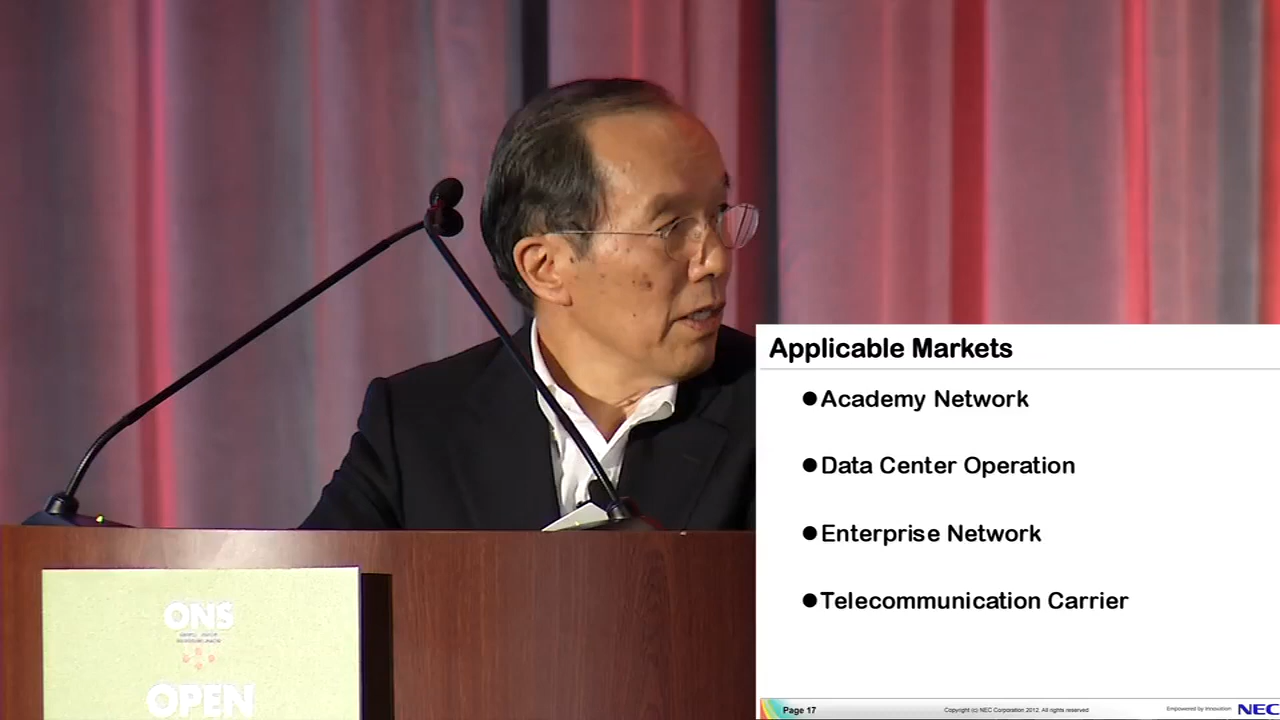 Applicable Markets
●Academy Network
●Data Center Operation
●Enterprise Network
●Telecommunication Carrier
Page 17
Copyright (c) NEC Corporation 2012. All rights reserved
Empowered by Innovation
NEC
ONS
OPEN